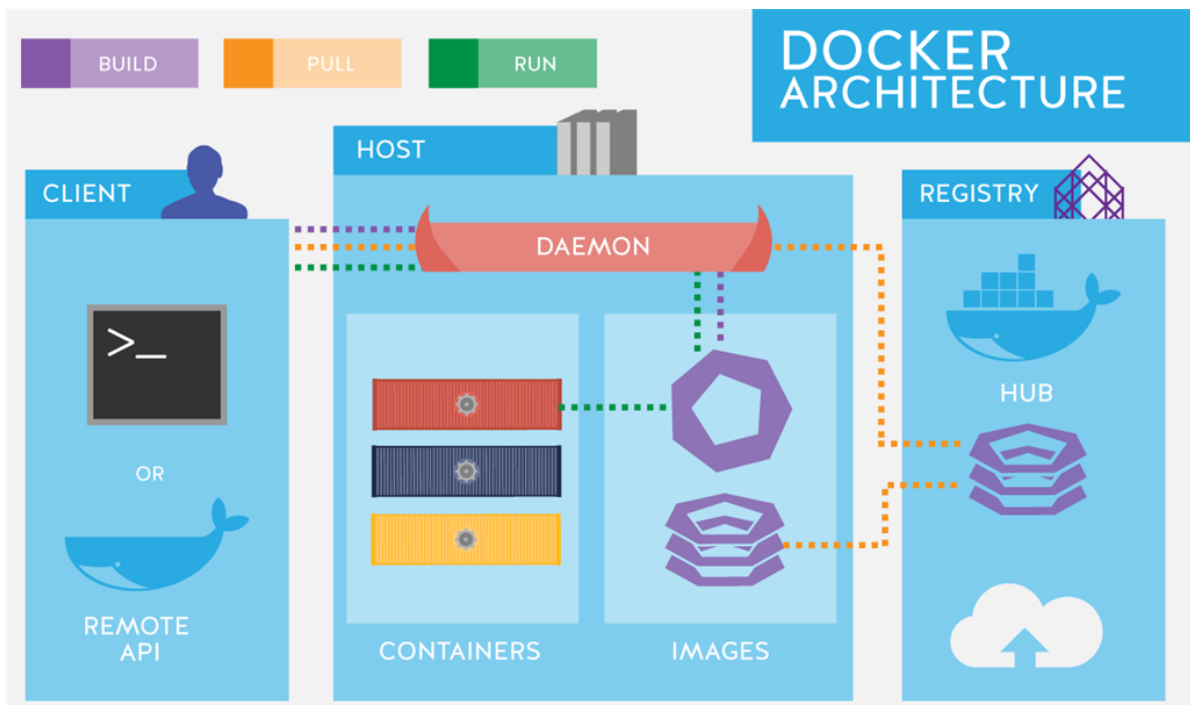 BUILD
PULL
RUN
DOCKER
ARCHITECTURE
CLIENT
>_
OR
REMOTE
API
HOST
DAEMON
CONTAINERS
IMAGES
REGISTRY
HUB